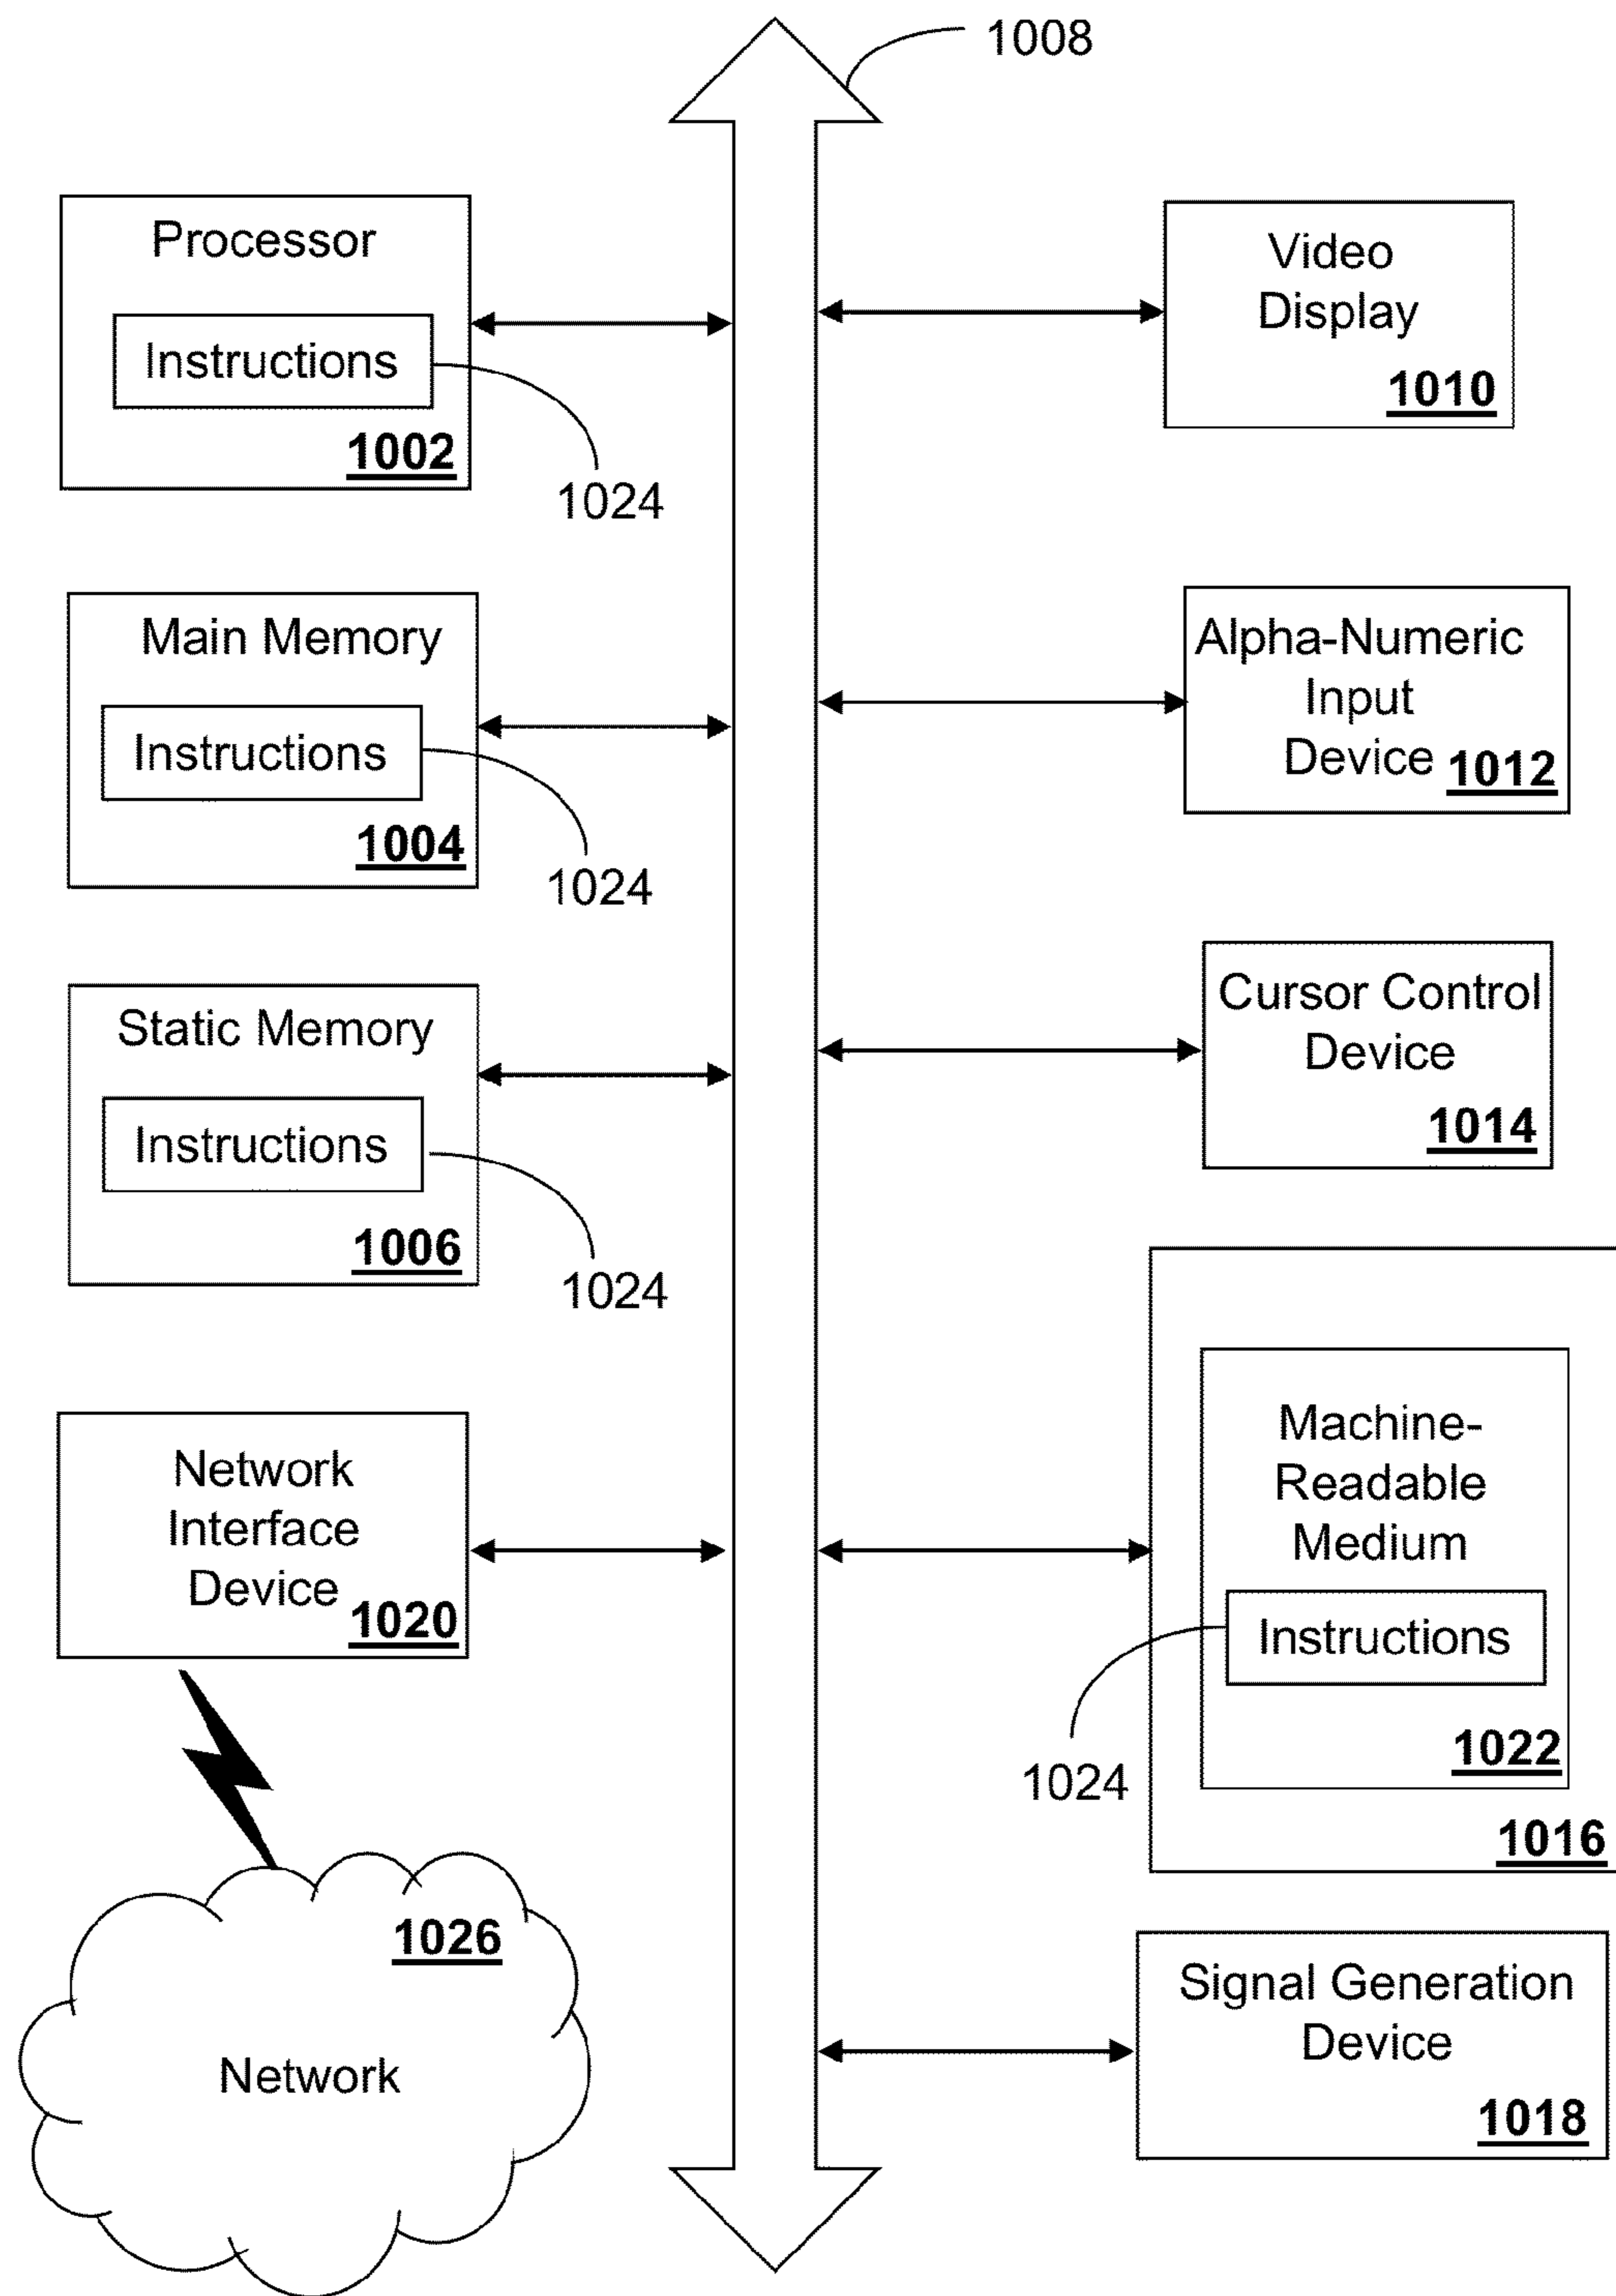 1008
Processor
Instructions
1002
1024
Main Memory
Instructions
1004
1024
Static Memory
Instructions
1006
1024
Network
Interface
Device
1020
1026
Network
Video
Display
1010
Alpha-Numeric
Input
Device 1012
Cursor Control
Device
1014
Machine-
Readable
Medium
Instructions
1022
1024
1016
Signal Generation
Device
1018